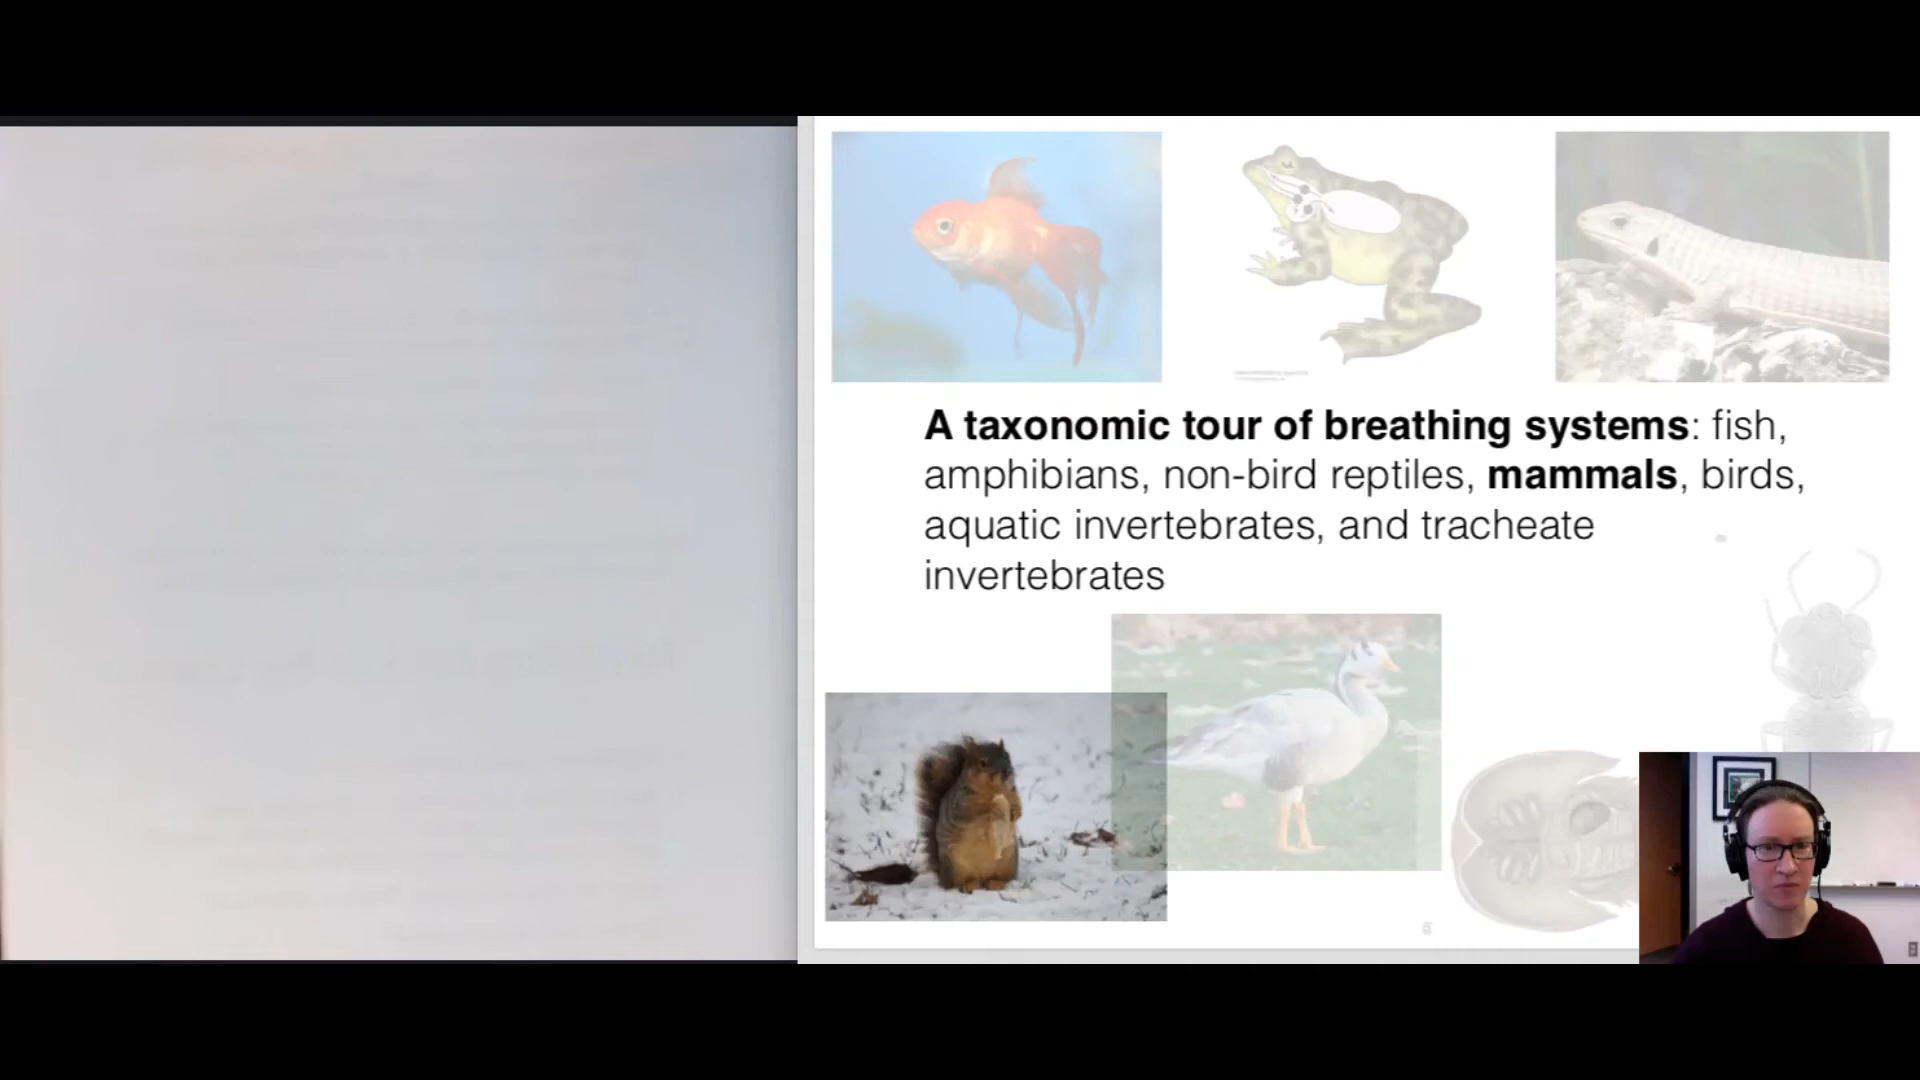 A taxonomic tour of breathing systems: fish,
amphibians, non-bird reptiles, mammals, birds,
aquatic invertebrates, and tracheate
invertebrates